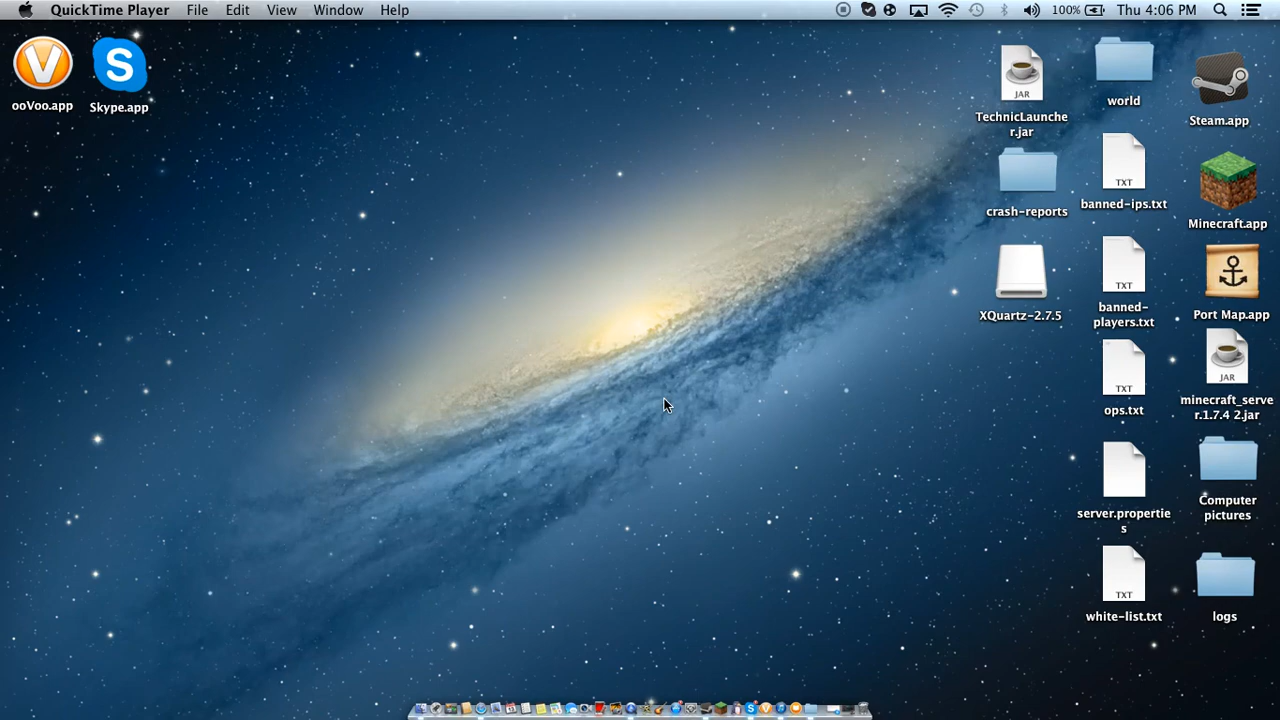 QuickTime Player File Edit View Window Help 100% Thu 4:06 PM
ooVoo.app
Skype.app
JAR
TechnicLaunche
r.jar
crash-reports
XQuartz-2.7.5
world
TXT
banned-ips.txt
TXT
banned-
players.txt
TXT
ops.txt
server.propertie
s
TXT
white-list.txt
Steam.app
Minecraft.app
Port Map.app
JAR
minecraft_serve
r.1.7.4 2.jar
Computer
pictures
logs